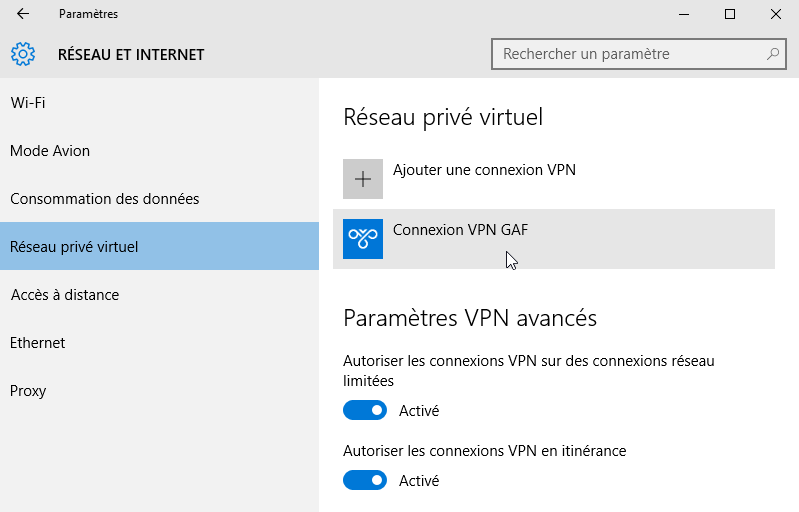 Paramètres
RÉSEAU ET INTERNET
Rechercher un paramètre
Wi-Fi
Mode Avion
Consommation des données
Réseau privé virtuel
Accès à distance
Ethernet
Proxy
Réseau privé virtuel
Ajouter une connexion VPN
Connexion VPN GAF
Paramètres VPN avancés
Autoriser les connexions VPN sur des connexions réseau
limitées
Activé
Autoriser les connexions VPN en itinérance
Activé